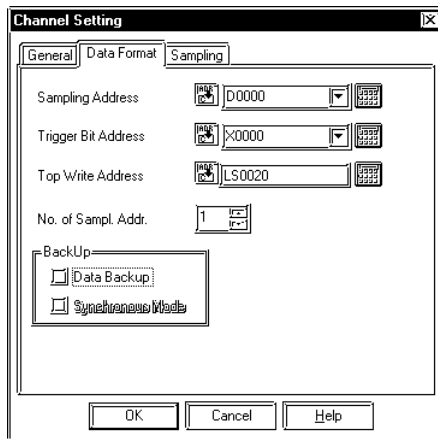 Channel Setting
General Data Format Sampling
Sampling Address D0000
Trigger Bit Address X0000
Top Write Address LS0020
No. of Sampl. Addr. 1
BackUp
Data Backup
Synchronous Mode
OK Cancel Help